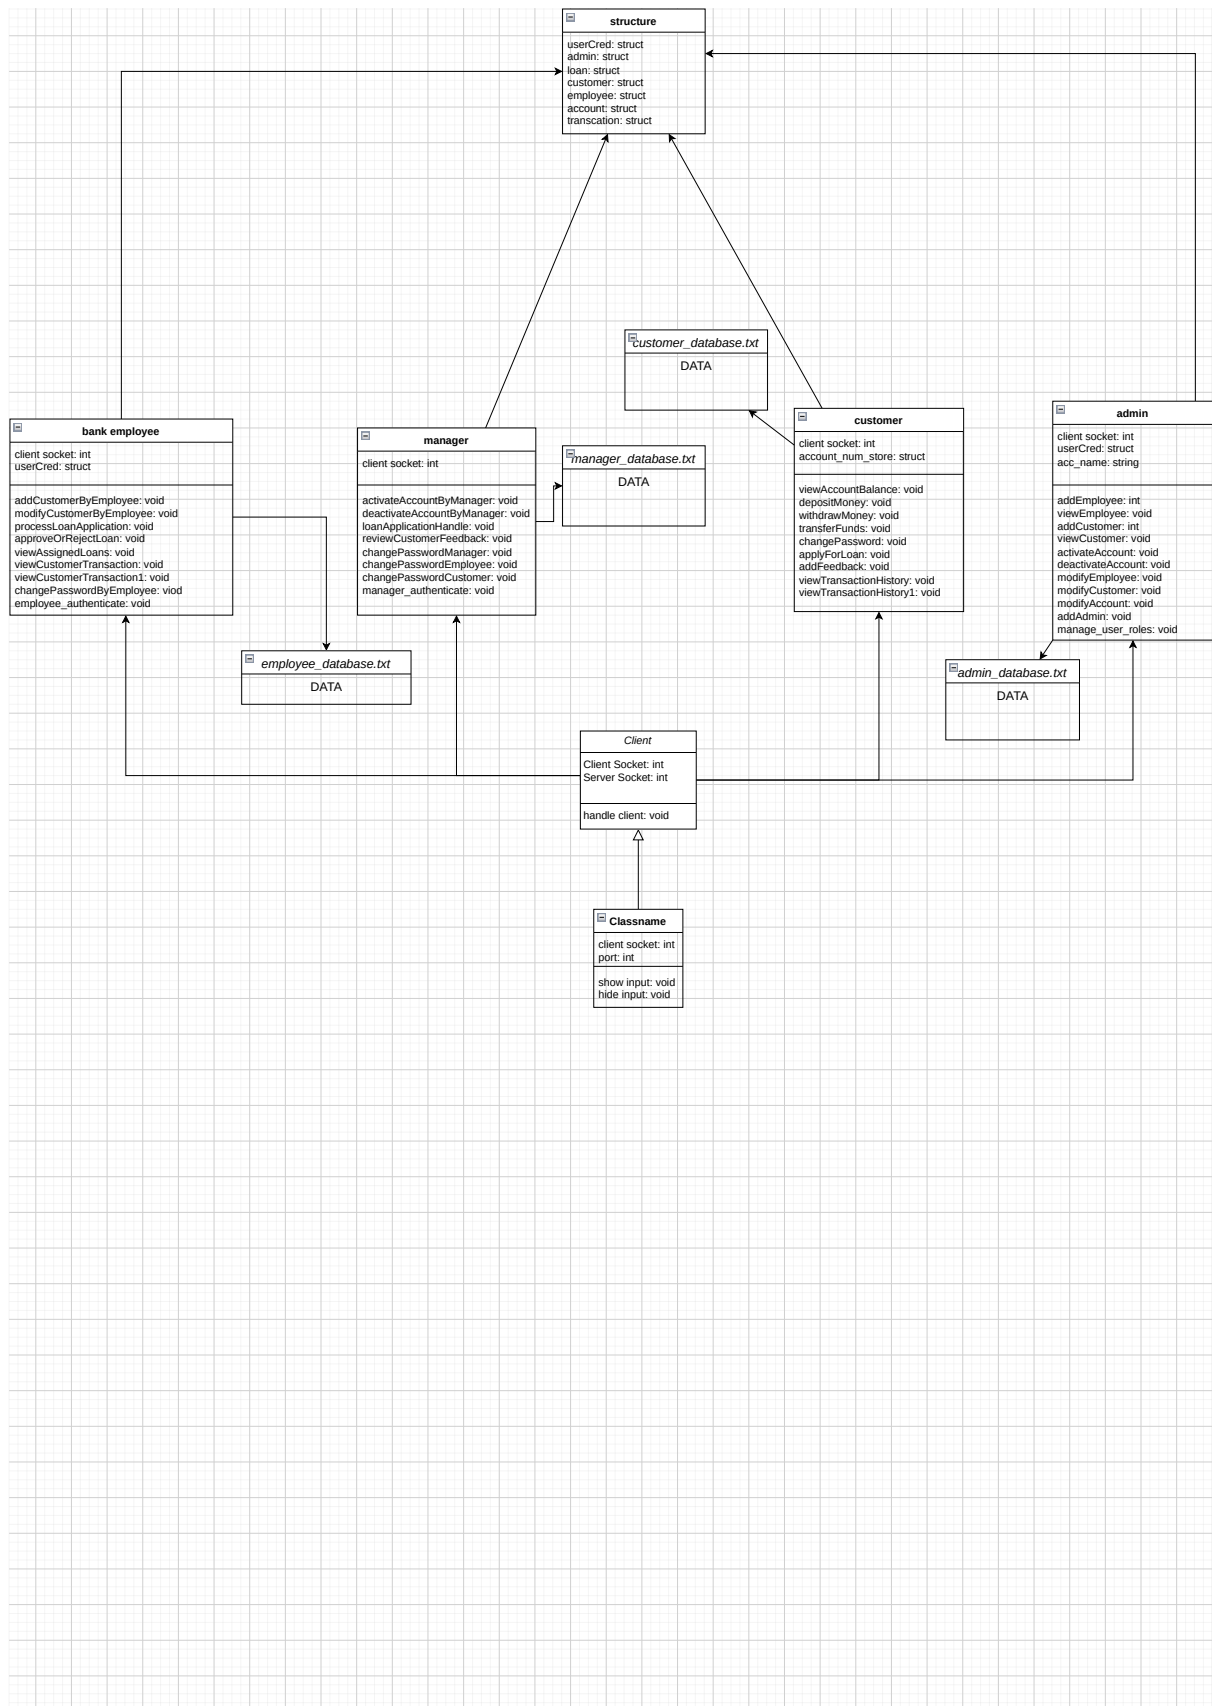 structure
userCred: struct
admin: struct
loan: struct
customer: struct
employee: struct
account: struct
transcation: struct
customer_database.txt
DATA
bank employee
client socket: int
userCred: struct
addCustomerByEmployee: void
modifyCustomerByEmployee: void
processLoanApplication: void
approveOrRejectLoan: void
viewAssignedLoans: void
viewCustomerTransaction: void
viewCustomerTransaction1: void
changePasswordByEmployee: viod
employee_authenticate: void
manager
client socket: int
activateAccountByManager: void
deactivateAccountByManager: void
loanApplicationHandle: void
reviewCustomerFeedback: void
changePasswordManager: void
changePasswordEmployee: void
changePasswordCustomer: void
manager_authenticate: void
manager_database.txt
DATA
customer
client socket: int
account_num_store: struct
viewAccountBalance: void
depositMoney: void
withdrawMoney: void
transferFunds: void
changePassword: void
applyForLoan: void
addFeedback: void
viewTransactionHistory: void
viewTransactionHistory1: void
admin
client socket: int
userCred: struct
acc_name: string
addEmployee: int
viewEmployee: void
addCustomer: int
viewCustomer: void
activateAccount: void
deactivateAccount: void
modifyEmployee: void
modifyCustomer: void
modifyAccount: void
addAdmin: void
manage_user_roles: void
employee_database.txt
DATA
admin_database.txt
DATA
Client
Client Socket: int
Server Socket: int
handle client: void
Classname
client socket: int
port: int
show input: void
hide input: void